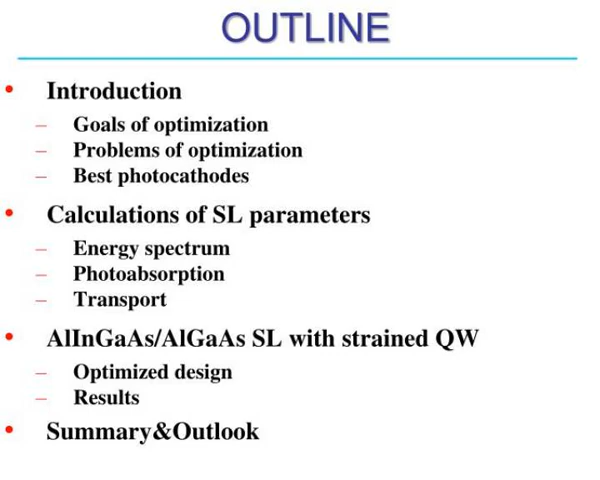 OUTLINE
• Introduction
– Goals of optimization
– Problems of optimization
– Best photocathodes
• Calculations of SL parameters
– Energy spectrum
– Photoabsorption
– Transport
• AlInGaAs/AlGaAs SL with strained QW
– Optimized design
– Results
• Summary&Outlook